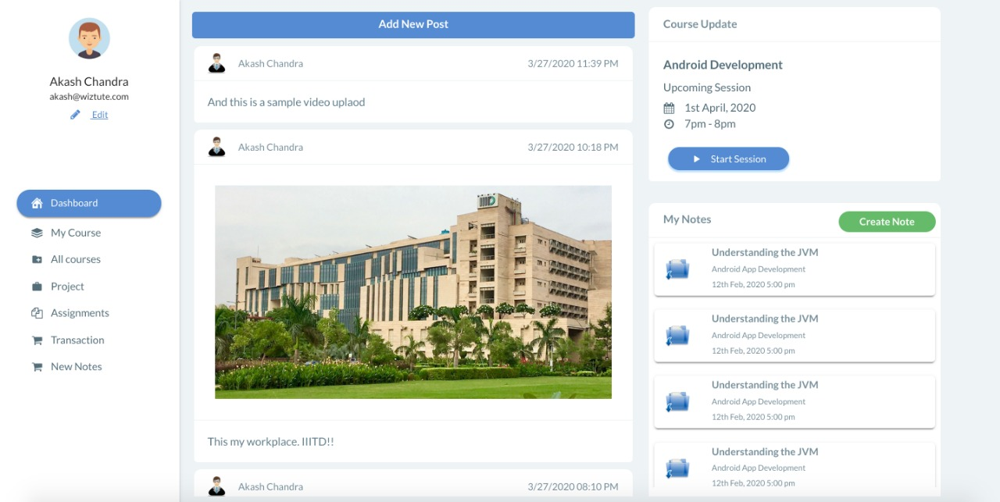 Akash Chandra
akash@wiztute.com
Edit
Dashboard
My Course
All courses
Project
Assignments
Transaction
New Notes
Add New Post
Akash Chandra 3/27/2020 11:39 PM
And this is a sample video uplaod
Akash Chandra 3/27/2020 10:18 PM
IIID
This my workplace. IIITD!!
Akash Chandra 3/27/2020 08:10 PM
Course Update
Android Development
Upcoming Session
1st April, 2020
7pm - 8pm
Start Session
My Notes Create Note
Understanding the JVM
Android App Development
12th Feb, 2020 5:00 pm
Understanding the JVM
Android App Development
12th Feb, 2020 5:00 pm
Understanding the JVM
Android App Development
12th Feb, 2020 5:00 pm
Understanding the JVM
Android App Development
12th Feb, 2020 5:00 pm